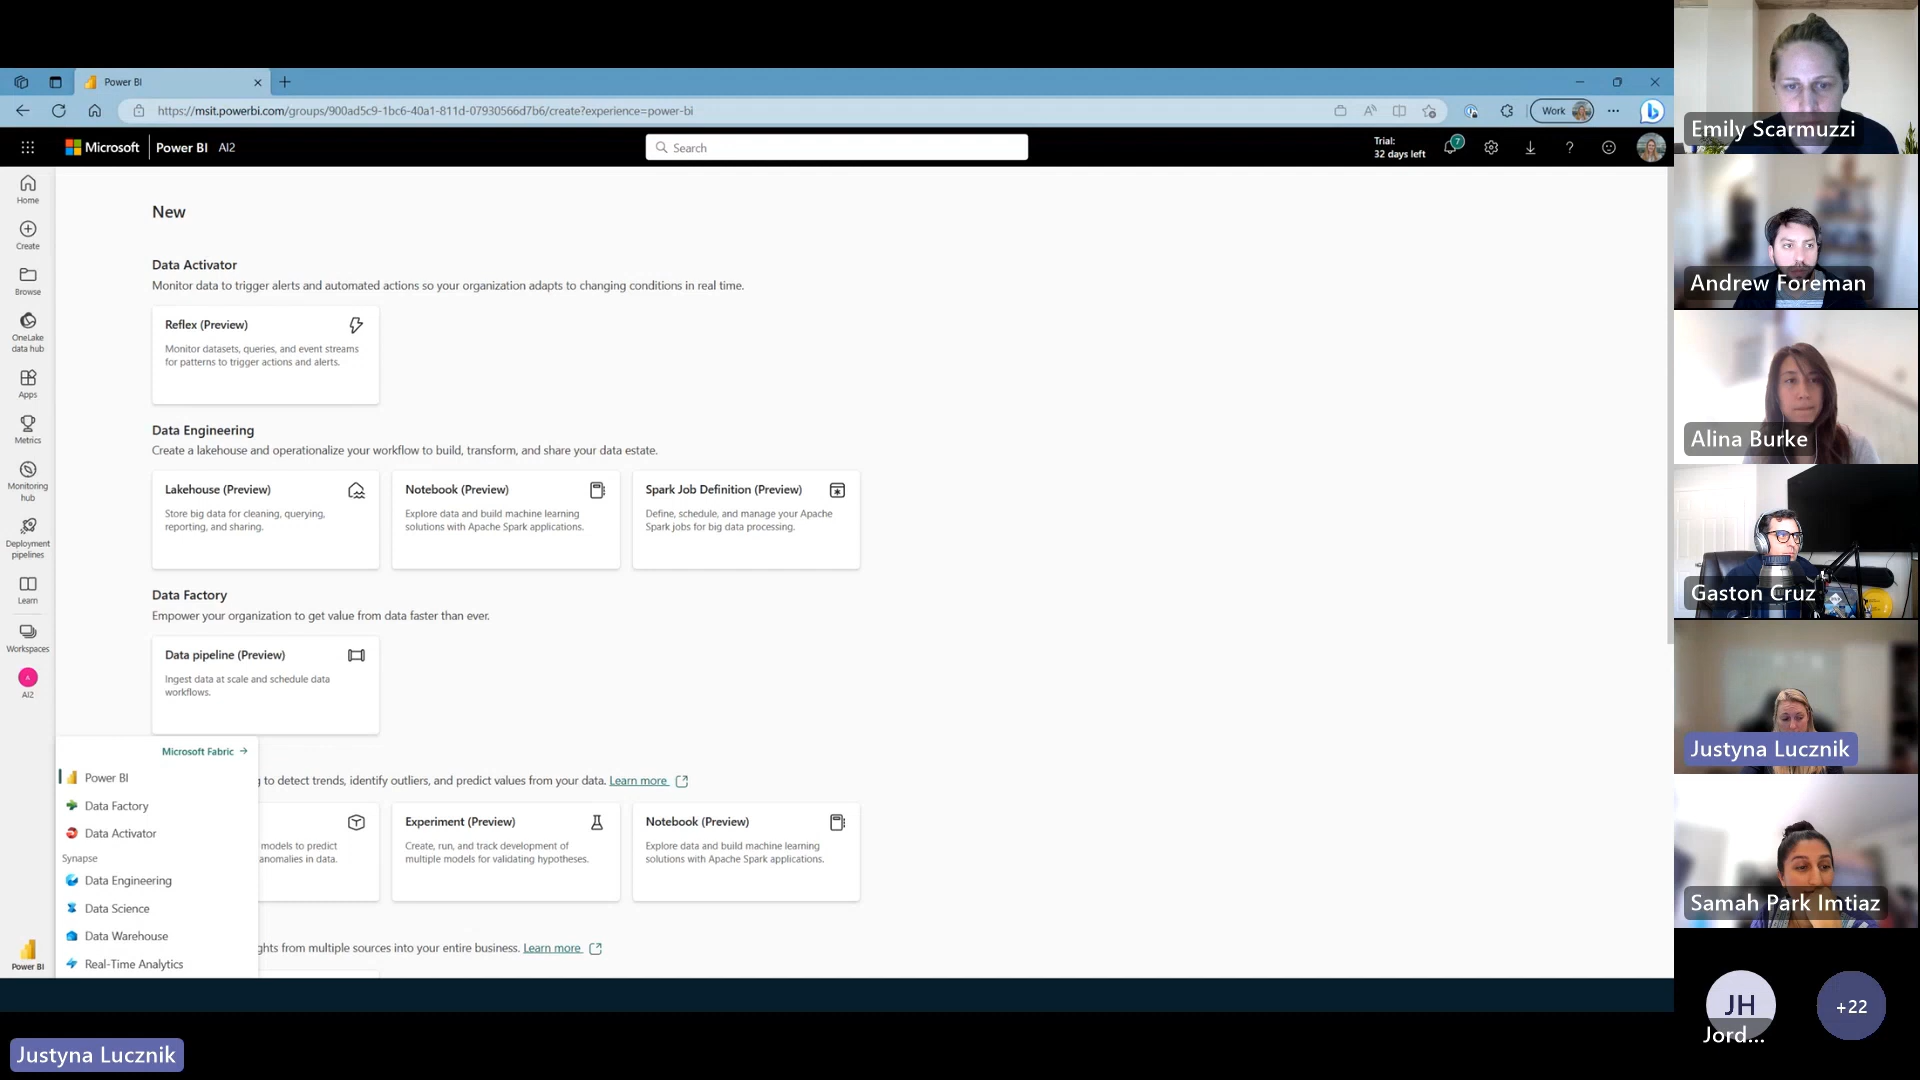 Power BI
https://msit.powerbi.com/groups/900ad5c9-1bc6-40a1-811d-07930566d7b6/create?experience=power-bi
Work
Microsoft
Power BI AI2
Search
Trial:
32 days left
7
Home
Create
Browse
OneLake
data hub
Apps
Metrics
Monitoring
hub
Deployment
pipelines
Learn
Workspaces
A
AI2
Power BI
New
Data Activator
Monitor data to trigger alerts and automated actions so your organization adapts to changing conditions in real time.
Reflex (Preview)
Monitor datasets, queries, and event streams
for patterns to trigger actions and alerts.
Data Engineering
Create a lakehouse and operationalize your workflow to build, transform, and share your data estate.
Lakehouse (Preview)
Store big data for cleaning, querying,
reporting, and sharing.
Notebook (Preview)
Explore data and build machine learning
solutions with Apache Spark applications.
Spark Job Definition (Preview)
Define, schedule, and manage your Apache
Spark jobs for big data processing.
Data Factory
Empower your organization to get value from data faster than ever.
Data pipeline (Preview)
Ingest data at scale and schedule data
workflows.
Microsoft Fabric
Power BI
Data Factory
Data Activator
Synapse
Data Engineering
Data Science
Data Warehouse
Real-Time Analytics
to detect trends, identify outliers, and predict values from your data. Learn more
models to predict
anomalies in data.
Experiment (Preview)
Create, run, and track development of
multiple models for validating hypotheses.
Notebook (Preview)
Explore data and build machine learning
solutions with Apache Spark applications.
ghts from multiple sources into your entire business. Learn more
Emily Scarmuzzi
Andrew Foreman
Alina Burke
Gaston Cruz
Justyna Lucznik
Samah Park Imtiaz
JH
Jord...
+22
Justyna Lucznik